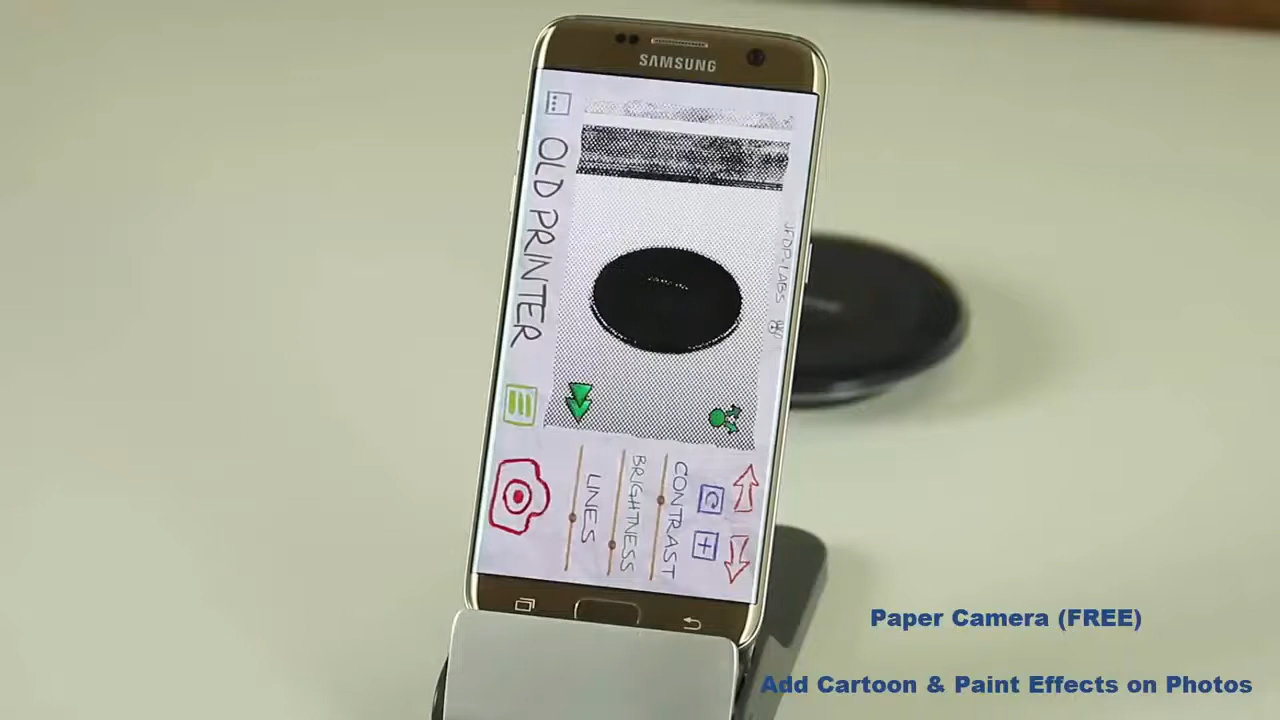 SAMSUNG
OLD PRINTER
JFDP·LABS
LINES
BRIGHTNESS
CONTRAST
Paper Camera (FREE)
Add Cartoon & Paint Effects on Photos